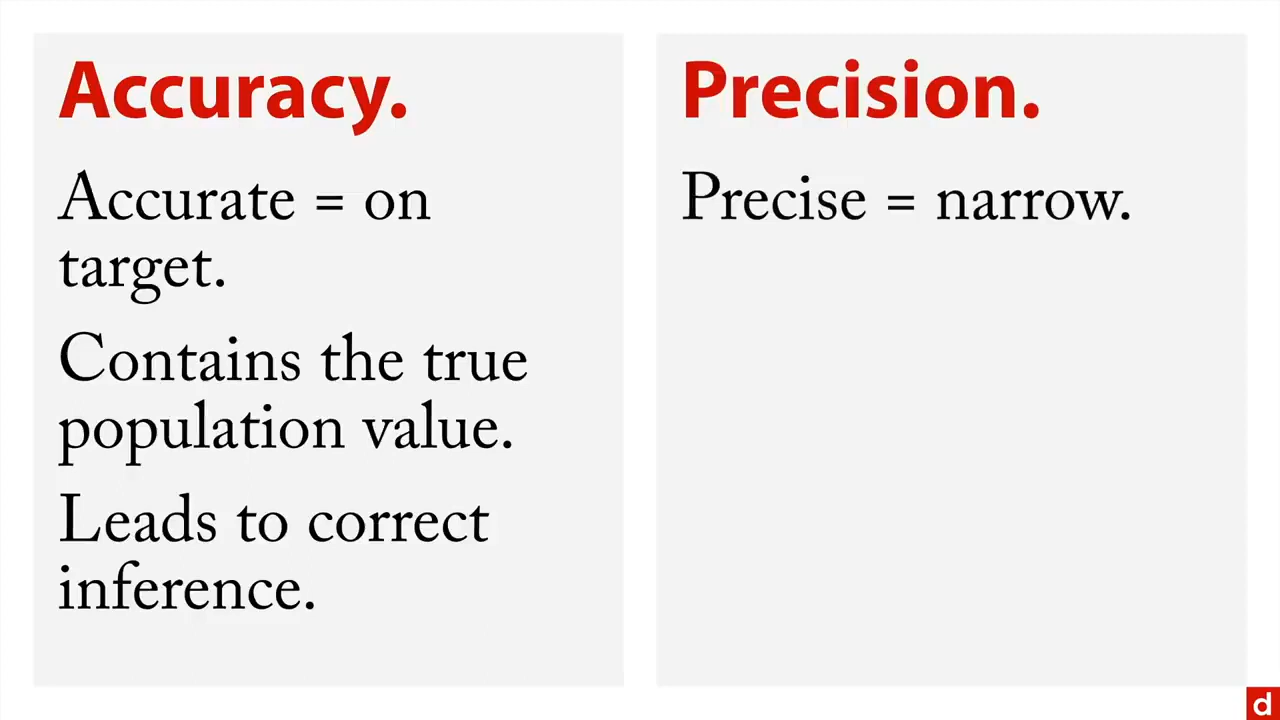 Accuracy.
Accurate = on
target.
Contains the true
population value.
Leads to correct
inference.
Precision.
Precise = narrow.
d